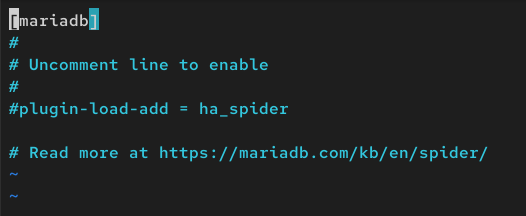 [mariadb]
#
# Uncomment line to enable
#
#plugin-load-add = ha_spider

# Read more at https://mariadb.com/kb/en/spider/
~
~